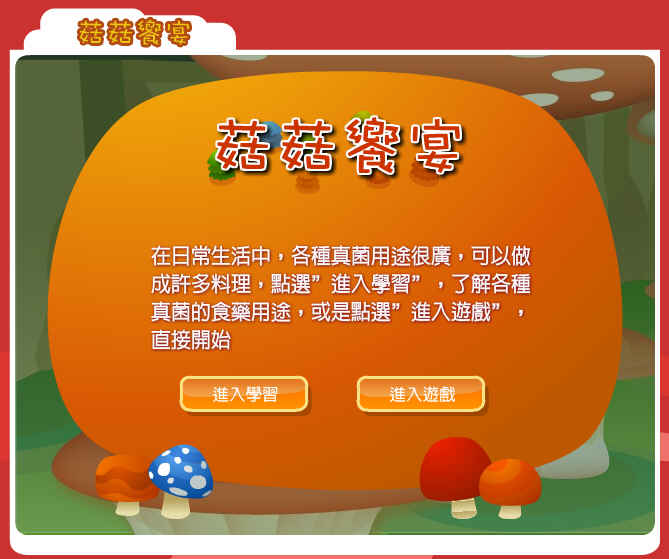 菇菇饗宴
菇菇饗宴
在日常生活中，各種真菌用途很廣，可以做
成許多料理，點選”進入學習”，了解各種
真菌的食藥用途，或是點選”進入遊戲”，
直接開始
進入學習
進入遊戲